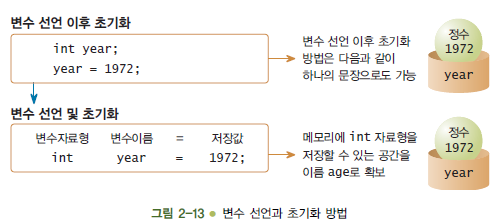 변수 선언 이후 초기화
int year;
year = 1972;
변수 선언 이후 초기화
방법은 다음과 같이
하나의 문장으로도 가능
정수
1972
year
변수 선언 및 초기화
변수자료형 변수이름 = 저장값
int year = 1972;
메모리에 int 자료형을
저장할 수 있는 공간을
이름 age로 확보
정수
1972
year
그림 2-13 ● 변수 선언과 초기화 방법